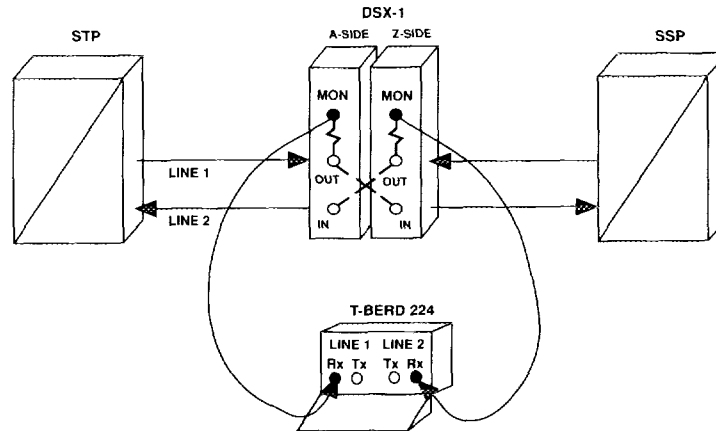 DSX-1
STP
A-SIDE Z-SIDE
SSP
MON MON
LINE 1
OUT OUT
LINE 2
IN IN
T-BERD 224
LINE 1 LINE 2
Rx Tx Tx Rx